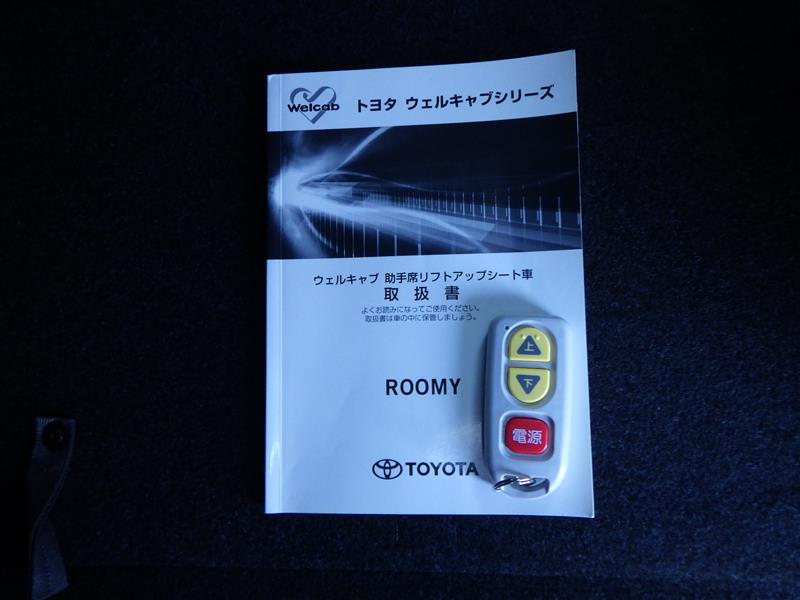 Welcab
トヨタ ウェルキャブシリーズ
ウェルキャブ 助手席リフトアップシート車
取扱書
よくお読みになってご使用ください。
取扱書は車の中に保管しましょう。
上
下
ROOMY
電源
TOYOTA